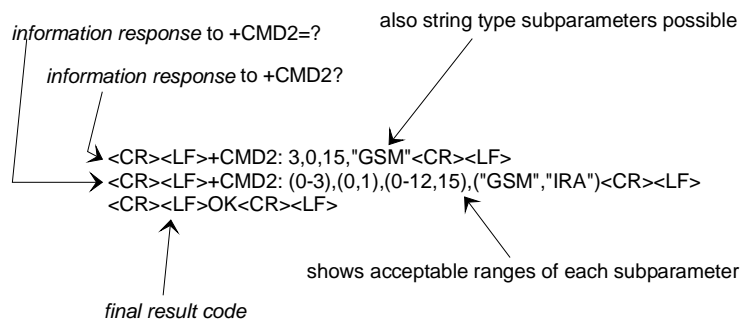 also string type subparameters possible
information response to +CMD2=?
information response to +CMD2?
<CR><LF>+CMD2: 3,0,15,"GSM"<CR><LF>
<CR><LF>+CMD2: (0-3),(0,1),(0-12,15),("GSM","IRA")<CR><LF>
<CR><LF>OK<CR><LF>
shows acceptable ranges of each subparameter
final result code